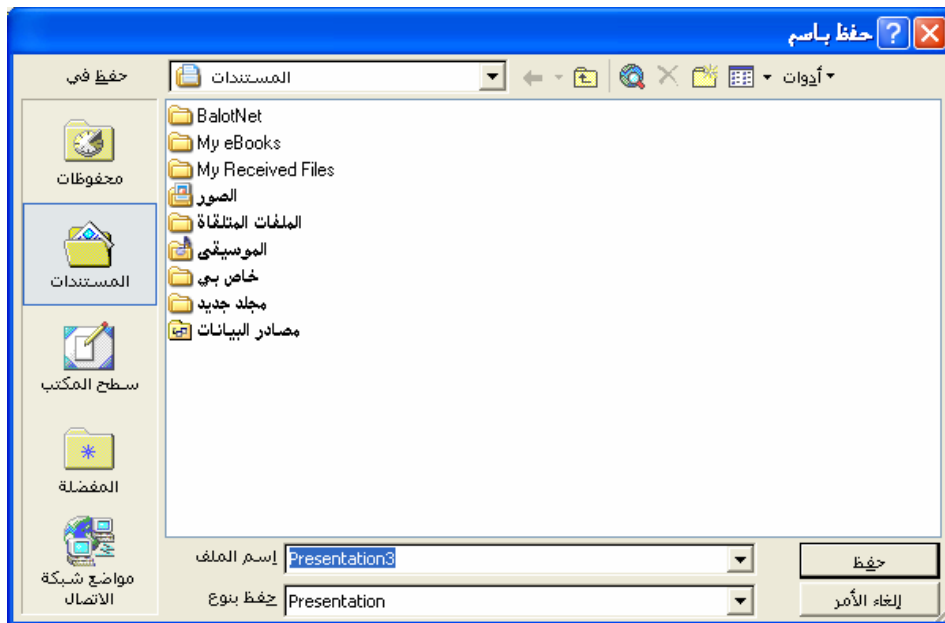 حفظ باسم
حفظ في
المستندات
أدوات
محفوظات
المستندات
سطح المكتب
المفضلة
مواضع شبكة
الاتصال
BalotNet
My eBooks
My Received Files
الصور
الملفات المتلقاة
الموسيقى
خاص بي
مجلد جديد
مصادر البيانات
إسم الملف
Presentation3
حفظ
حفظ بنوع
Presentation
إلغاء الأمر